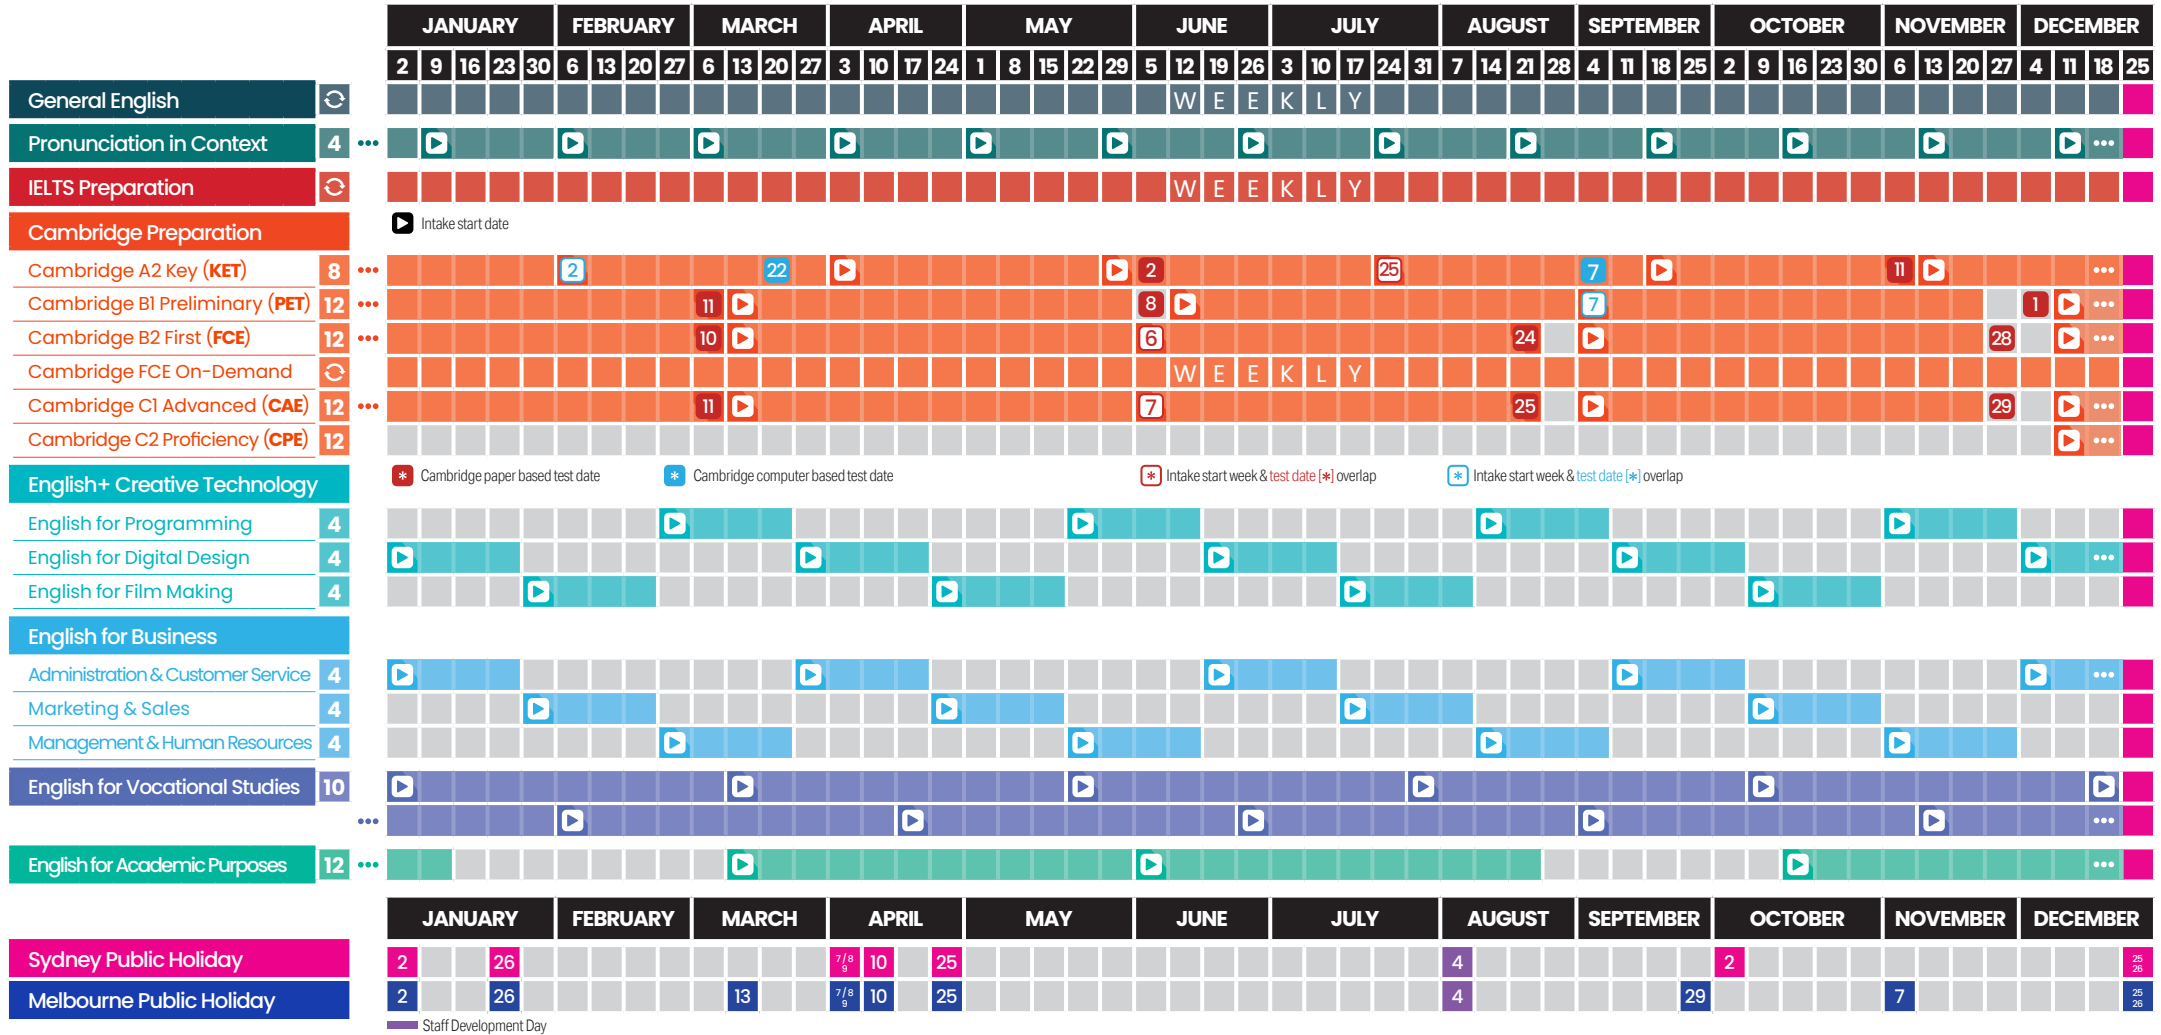 JANUARY FEBRUARY MARCH APRIL MAY JUNE JULY AUGUST SEPTEMBER OCTOBER NOVEMBER DECEMBER
2 9 16 23 30 6 13 20 27 6 13 20 27 3 10 17 24 1 8 15 22 29 5 12 19 26 3 10 17 24 31 7 14 21 28 4 11 18 25 2 9 16 23 30 6 13 20 27 4 11 18 25
General English W E E K L Y
Pronunciation in Context 4 ••• •••
IELTS Preparation W E E K L Y
Intake start date
Cambridge Preparation
Cambridge A2 Key (KET) 8 ••• 2 22 2 25 7 11 •••
Cambridge B1 Preliminary (PET) 12 ••• 11 8 7 1 •••
Cambridge B2 First (FCE) 12 ••• 10 6 24 28 •••
Cambridge FCE On-Demand W E E K L Y
Cambridge C1 Advanced (CAE) 12 ••• 11 7 25 29 •••
Cambridge C2 Proficiency (CPE) 12 •••
* Cambridge paper based test date * Cambridge computer based test date * Intake start week & test date [*] overlap * Intake start week & test date [*] overlap
English+ Creative Technology
English for Programming 4
English for Digital Design 4 •••
English for Film Making 4
English for Business
Administration & Customer Service 4 •••
Marketing & Sales 4
Management & Human Resources 4
English for Vocational Studies 10
••• •••
English for Academic Purposes 12 ••• •••
JANUARY FEBRUARY MARCH APRIL MAY JUNE JULY AUGUST SEPTEMBER OCTOBER NOVEMBER DECEMBER
Sydney Public Holiday 2 26 7/8 9 10 25 4 2 25 26
Melbourne Public Holiday 2 26 13 7/8 9 10 25 4 29 7 25 26
Staff Development Day